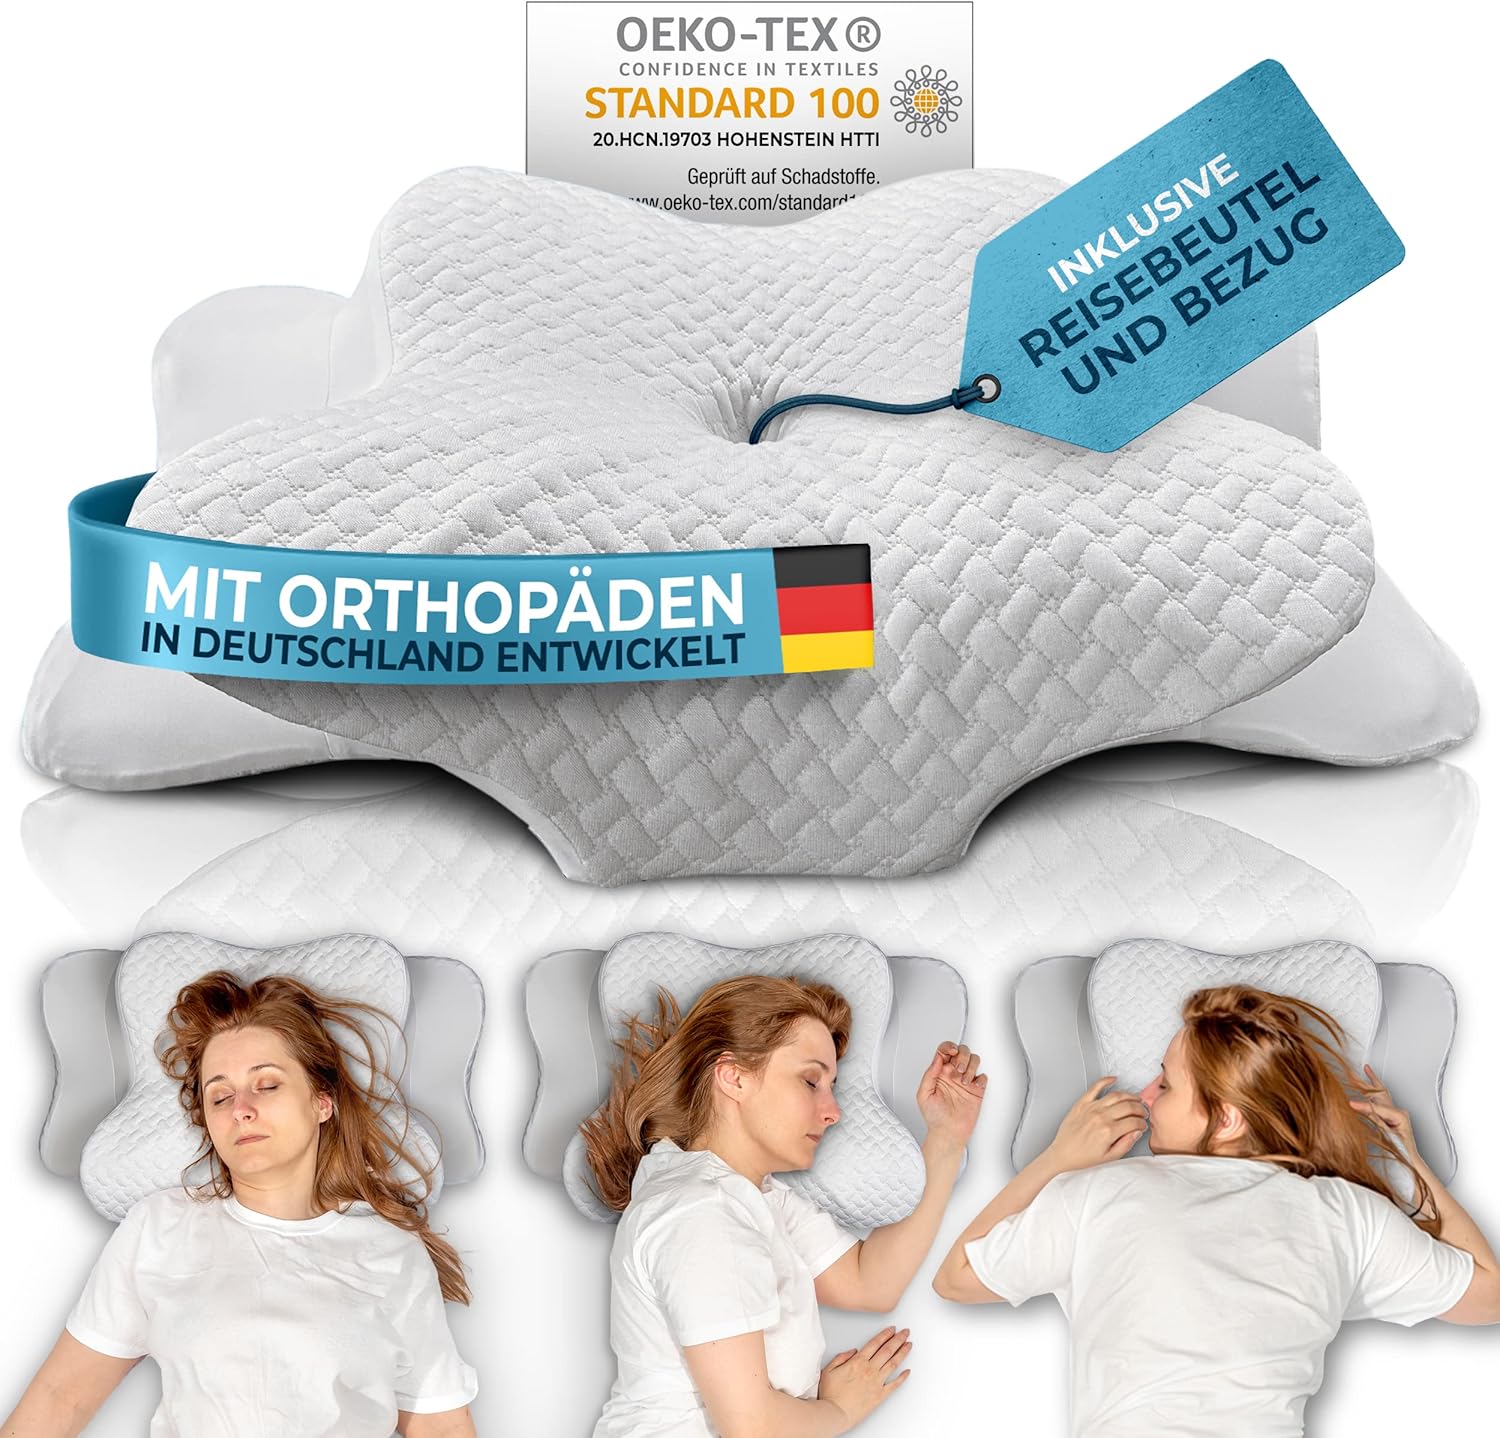 OEKO-TEX®
CONFIDENCE IN TEXTILES
STANDARD 100
20.HCN.19703 HOHENSTEIN HTTI
Geprüft auf Schadstoffe.
INKLUSIVE
REISEBEUTEL
UND BEZUG
MIT ORTHOPÄDEN
IN DEUTSCHLAND ENTWICKELT